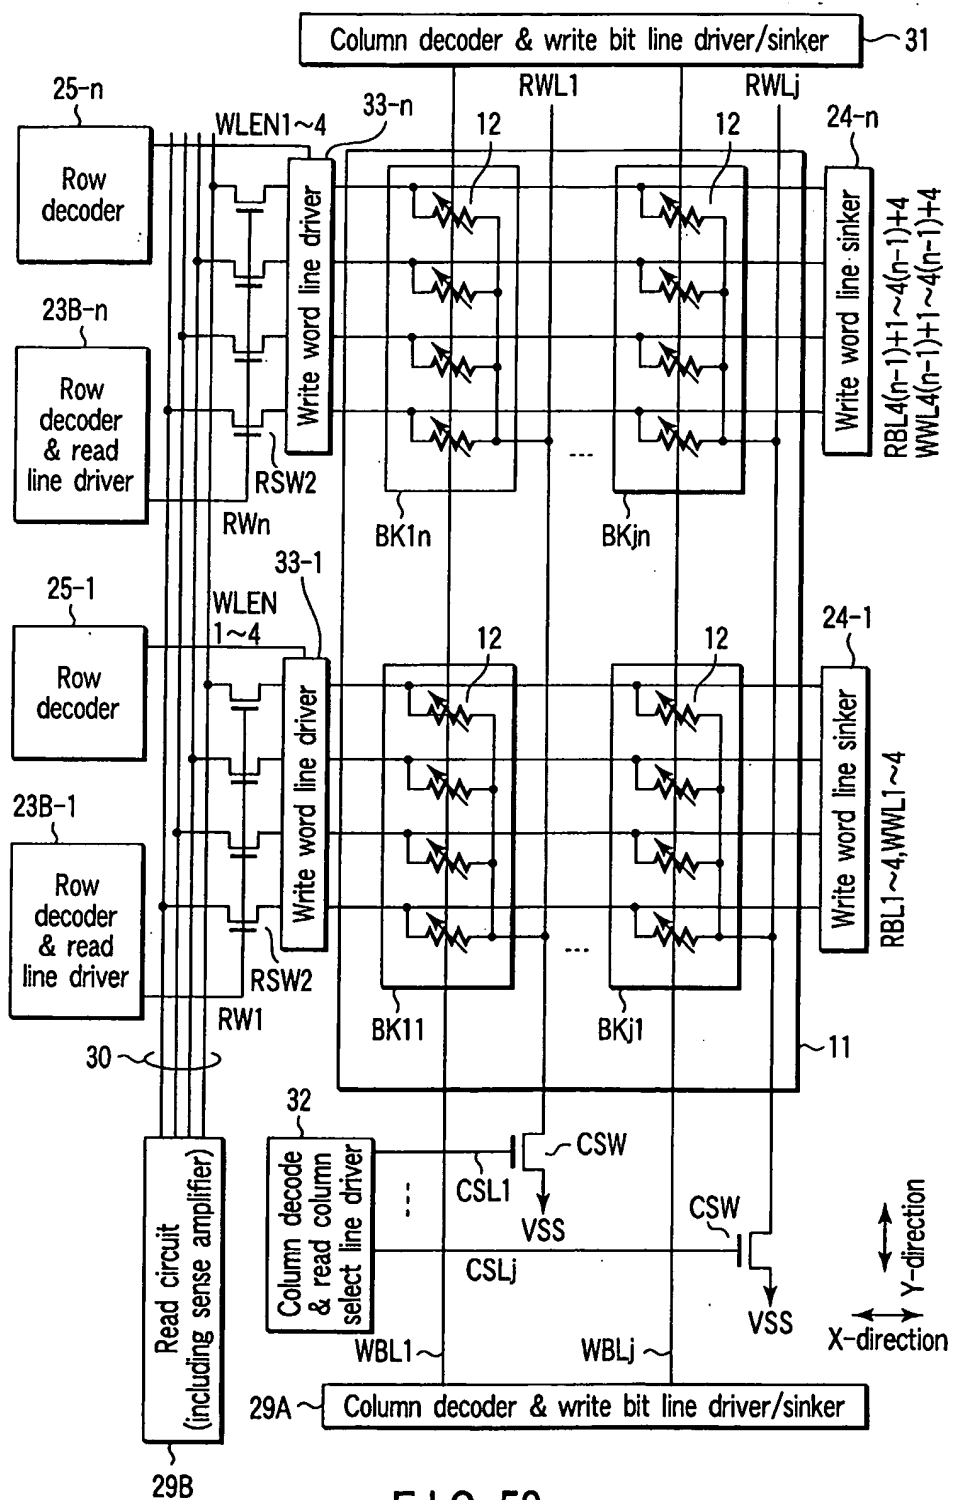 Column decoder & write bit line driver/sinker
31
RWL1
RWLj
25-n
33-n
WLEN1~4
12
12
24-n
Row
decoder
Write word line driver
Write word line sinker
RBL4(n-1)+1~4(n-1)+4
WWL4(n-1)+1~4(n-1)+4
23B-n
Row
decoder
& read
line driver
RSW2
RWn
BK1n
BKjn
33-1
25-1
WLEN
1~4
12
12
24-1
Row
decoder
Write word line driver
Write word line sinker
RBL1~4,WWL1~4
23B-1
Row
decoder
& read
line driver
RSW2
RW1
BK11
BKj1
30
11
32
Column decode
& read column
select line driver
CSW
CSL1
VSS
CSW
CSLj
VSS
Y-direction
X-direction
Read circuit
(including sense amplifier)
WBL1
WBLj
29A
Column decoder & write bit line driver/sinker
29B